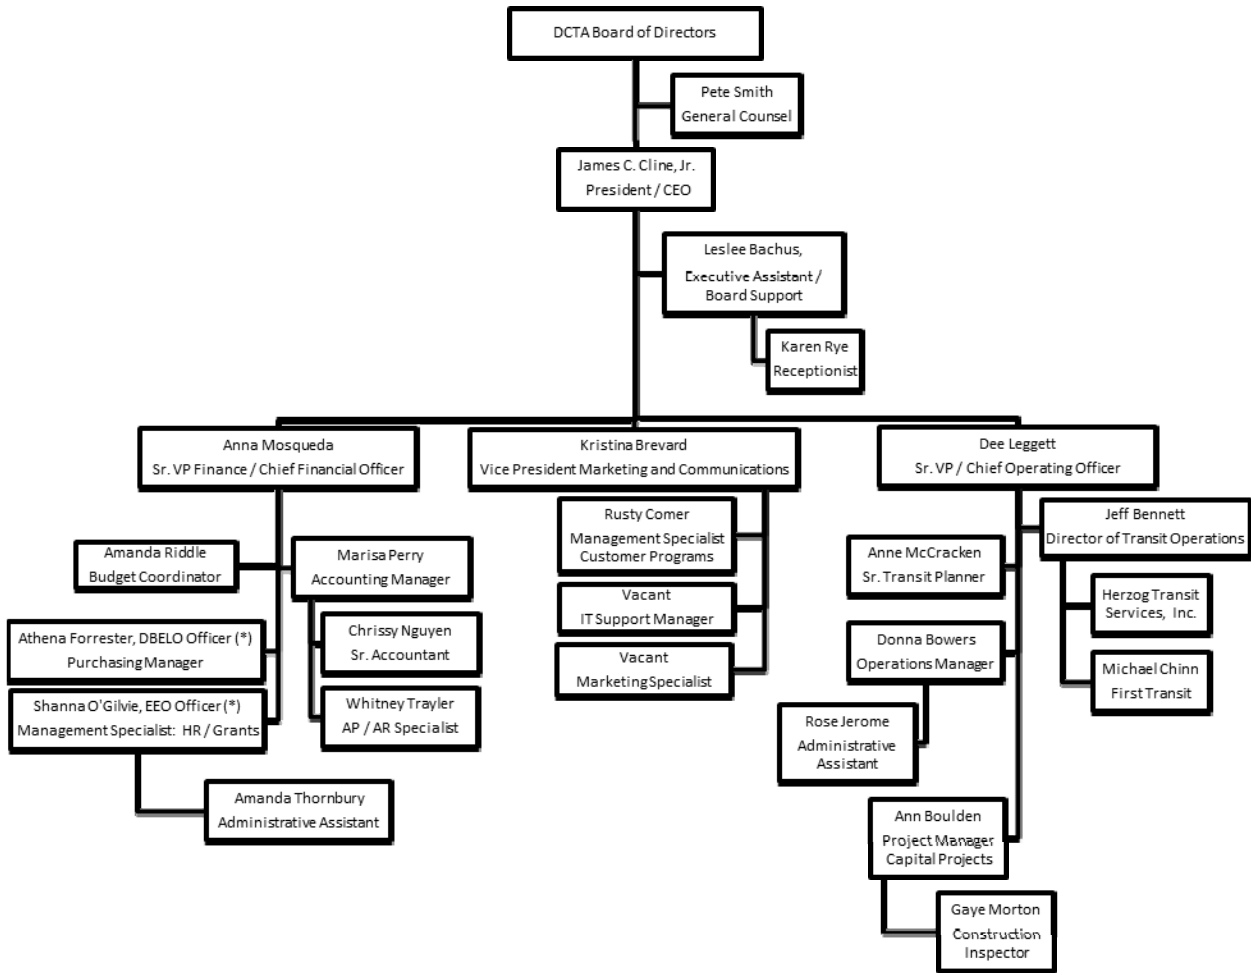 DCTA Board of Directors
Pete Smith
General Counsel
James C. Cline, Jr.
President / CEO
Leslee Bachus,
Executive Assistant /
Board Support
Karen Rye
Receptionist
Anna Mosqueda
Sr. VP Finance / Chief Financial Officer
Kristina Brevard
Vice President Marketing and Communications
Dee Leggett
Sr. VP / Chief Operating Officer
Amanda Riddle
Budget Coordinator
Marisa Perry
Accounting Manager
Athena Forrester, DBELO Officer (*)
Purchasing Manager
Chrissy Nguyen
Sr. Accountant
Shanna O'Gilvie, EEO Officer (*)
Management Specialist: HR / Grants
Whitney Trayler
AP / AR Specialist
Amanda Thornbury
Administrative Assistant
Rusty Comer
Management Specialist
Customer Programs
Vacant
IT Support Manager
Vacant
Marketing Specialist
Jeff Bennett
Director of Transit Operations
Anne McCracken
Sr. Transit Planner
Herzog Transit
Services, Inc.
Donna Bowers
Operations Manager
Michael Chinn
First Transit
Rose Jerome
Administrative
Assistant
Ann Boulden
Project Manager
Capital Projects
Gaye Morton
Construction
Inspector